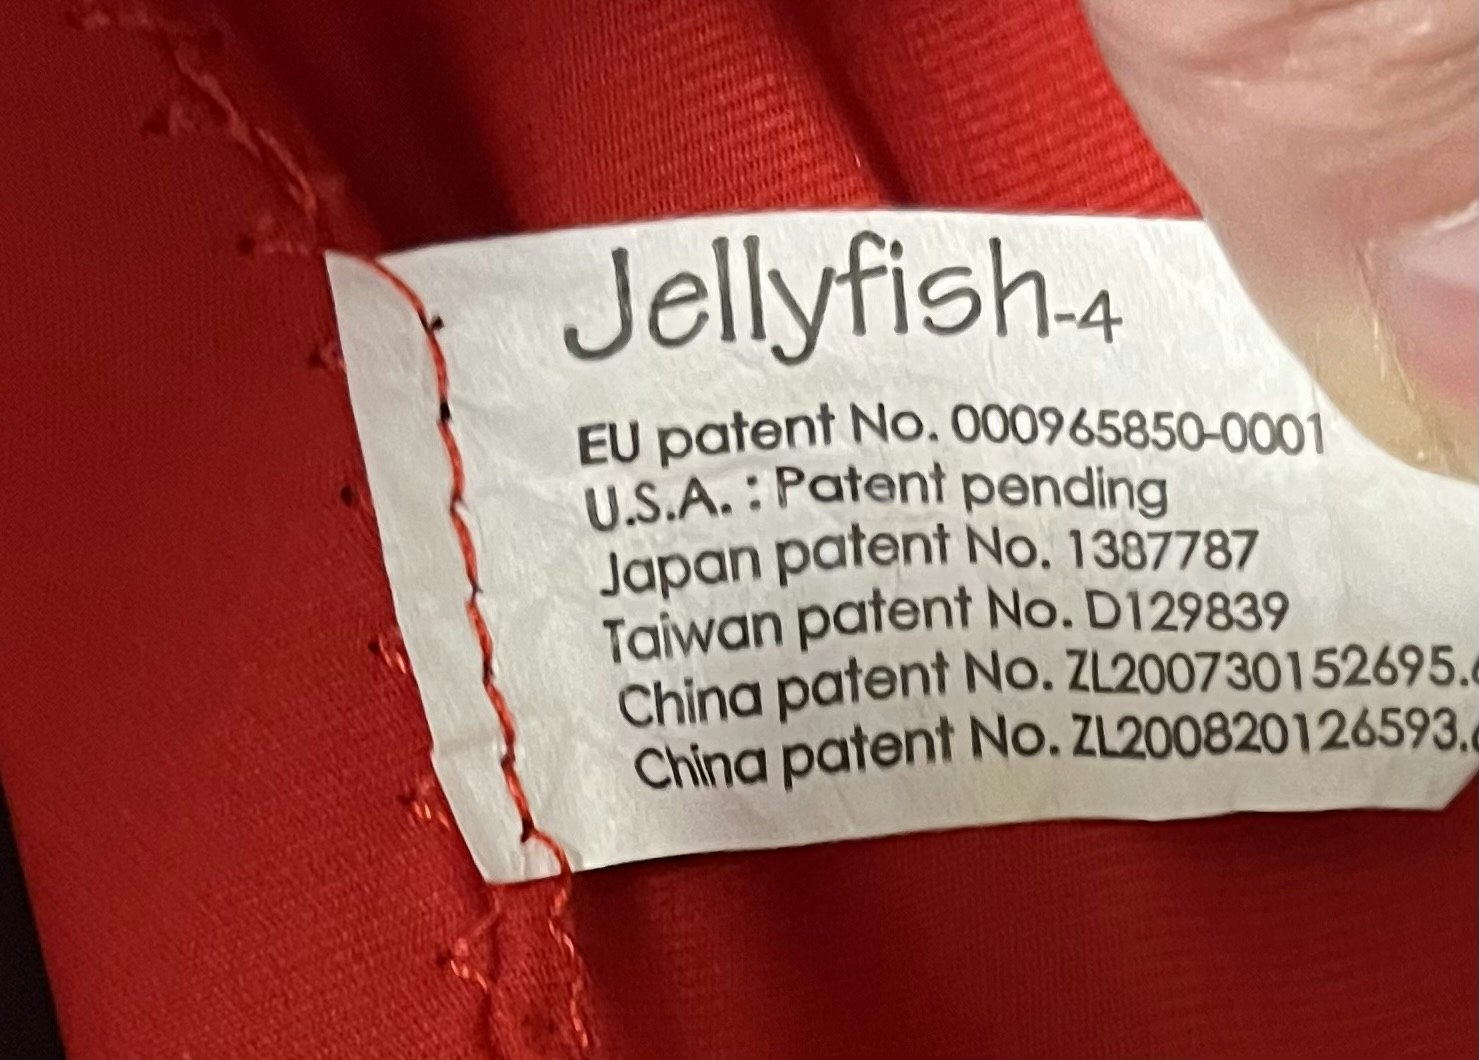 Jellyfish-4
EU patent No. 000965850-0001
U.S.A. : Patent pending
Japan patent No. 1387787
Taiwan patent No. D129839
China patent No. ZL200730152695.
China patent No. ZL200820126593.